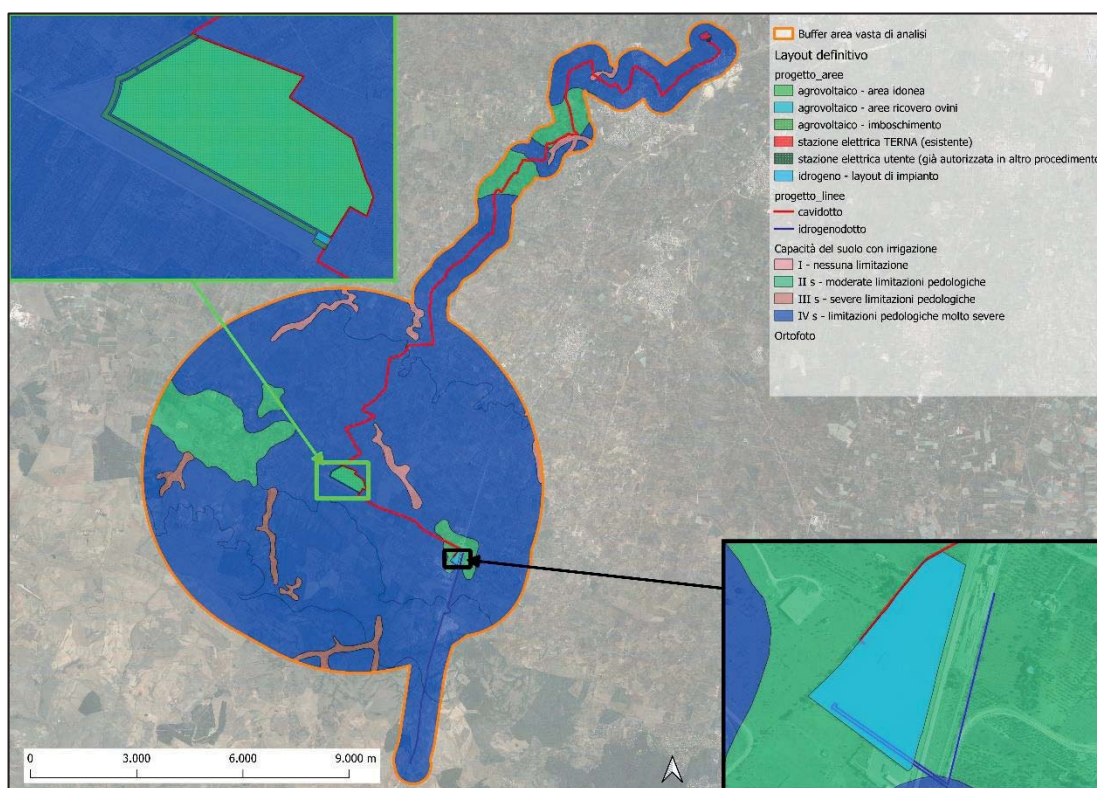 Buffer area vasta di analisi
Layout definitivo
progetto_aree
agrovoltaico - area idonea
agrovoltaico - aree ricovero ovini
agrovoltaico - imboschimento
stazione elettrica TERNA (esistente)
stazione elettrica utente (già autorizzata in altro procedimento
idrogeno - layout di impianto
progetto_linee
cavidotto
idrogenodotto
Capacità del suolo con irrigazione
I - nessuna limitazione
II s - moderate limitazioni pedologiche
III s - severe limitazioni pedologiche
IV s - limitazioni pedologiche molto severe
Ortofoto
0 3.000 6.000 9.000 m